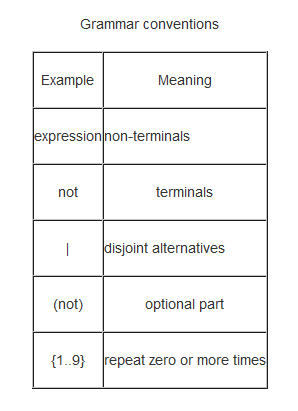 Grammar conventions
Example Meaning
expression non-terminals
not terminals
| disjoint alternatives
(not) optional part
{1..9} repeat zero or more times